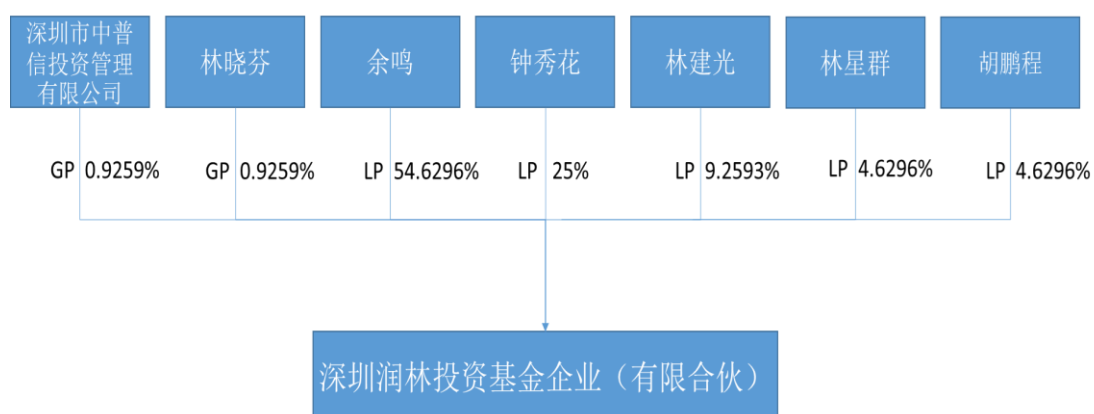 深圳市中普
信投资管理
有限公司
林晓芬
余鸣
钟秀花
林建光
林星群
胡鹏程
GP 0.9259%
GP 0.9259%
LP 54.6296%
LP 25%
LP 9.2593%
LP 4.6296%
LP 4.6296%
深圳润林投资基金企业（有限合伙）